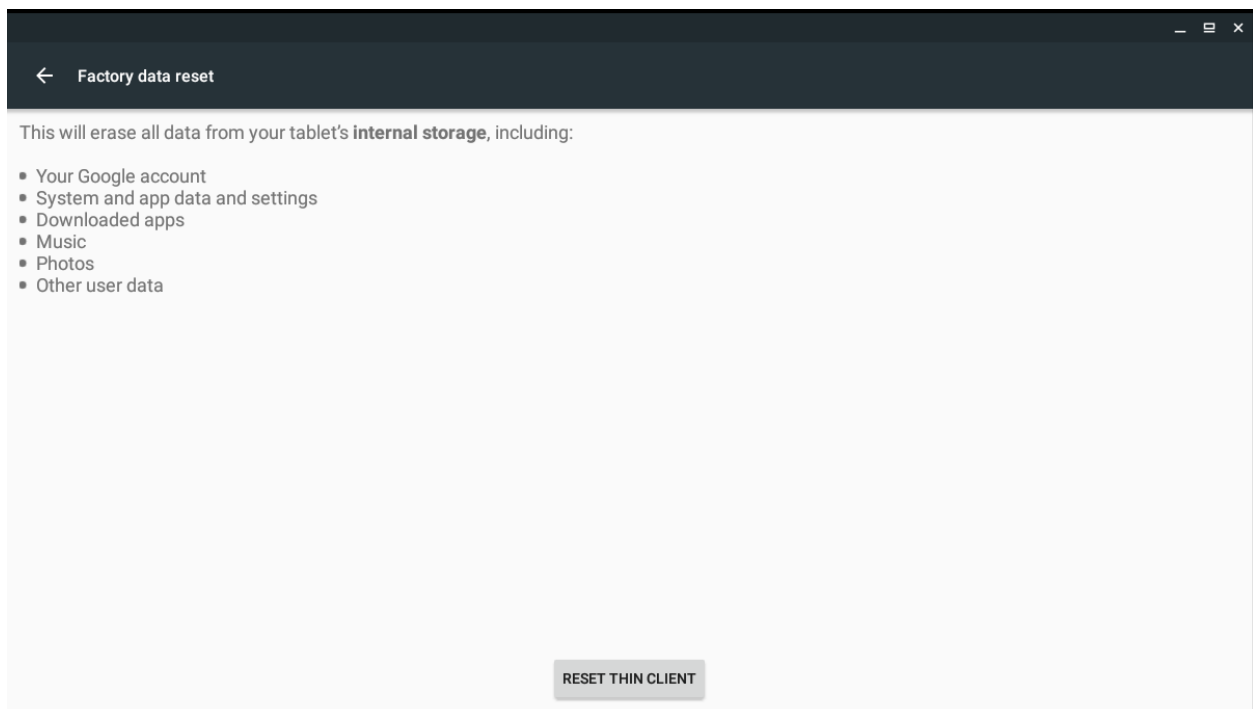 Factory data reset
This will erase all data from your tablet’s internal storage, including:
• Your Google account
• System and app data and settings
• Downloaded apps
• Music
• Photos
• Other user data
RESET THIN CLIENT